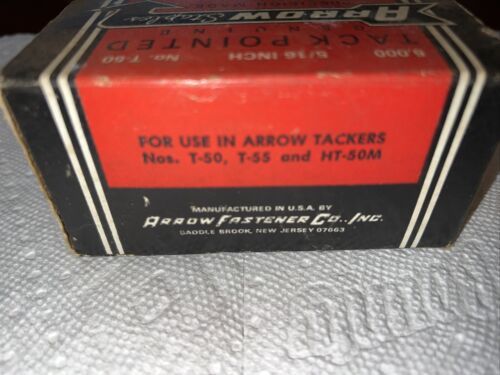 ARROW
Staples
GENUINE
TACK POINTED
5,000 5/16 INCH No. T-50
FOR USE IN ARROW TACKERS
Nos. T-50, T-55 and HT-50M
MANUFACTURED IN U.S.A. BY
ARROW FASTENER CO., INC.
SADDLE BROOK, NEW JERSEY 07663